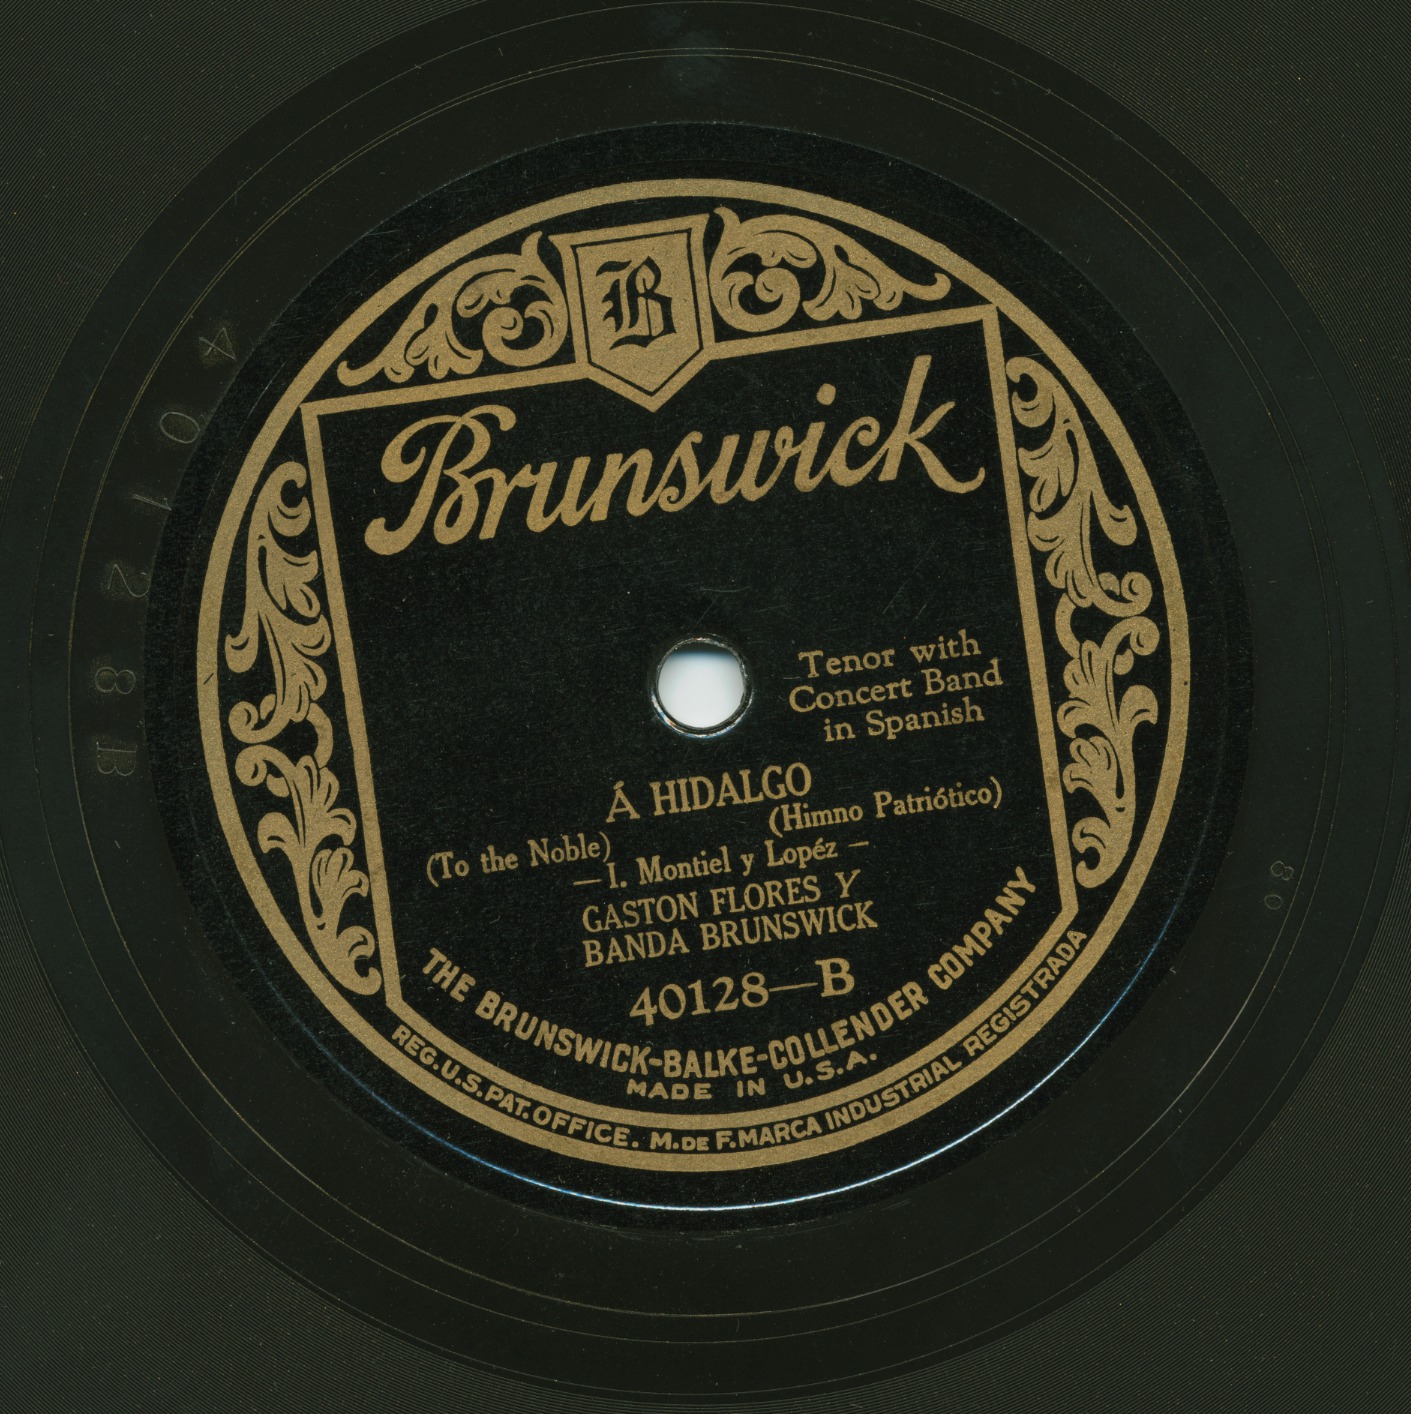 B
Brunswick
Tenor with
Concert Band
in Spanish
Á HIDALGO
(Himno Patriótico)
(To the Noble)
—I. Montiel y Lopéz —
GASTON FLORES Y
BANDA BRUNSWICK
40128—B
THE BRUNSWICK-BALKE-COLLENDER COMPANY
MADE IN U.S.A.
REG. U.S. PAT. OFFICE. M. DE F. MARCA INDUSTRIAL REGISTRADA
40128B
80